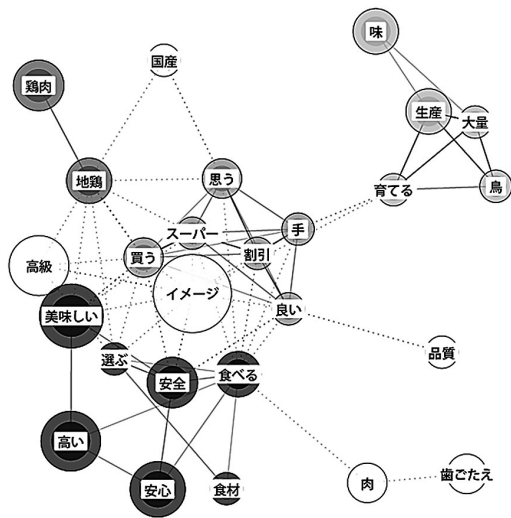 味
国産
鶏肉
生産
大量
地鶏
思う
育てる
鳥
スーパー
手
買う
割引
高級
イメージ
美味しい
良い
品質
選ぶ
安全
食べる
高い
安心
食材
肉
歯ごたえ